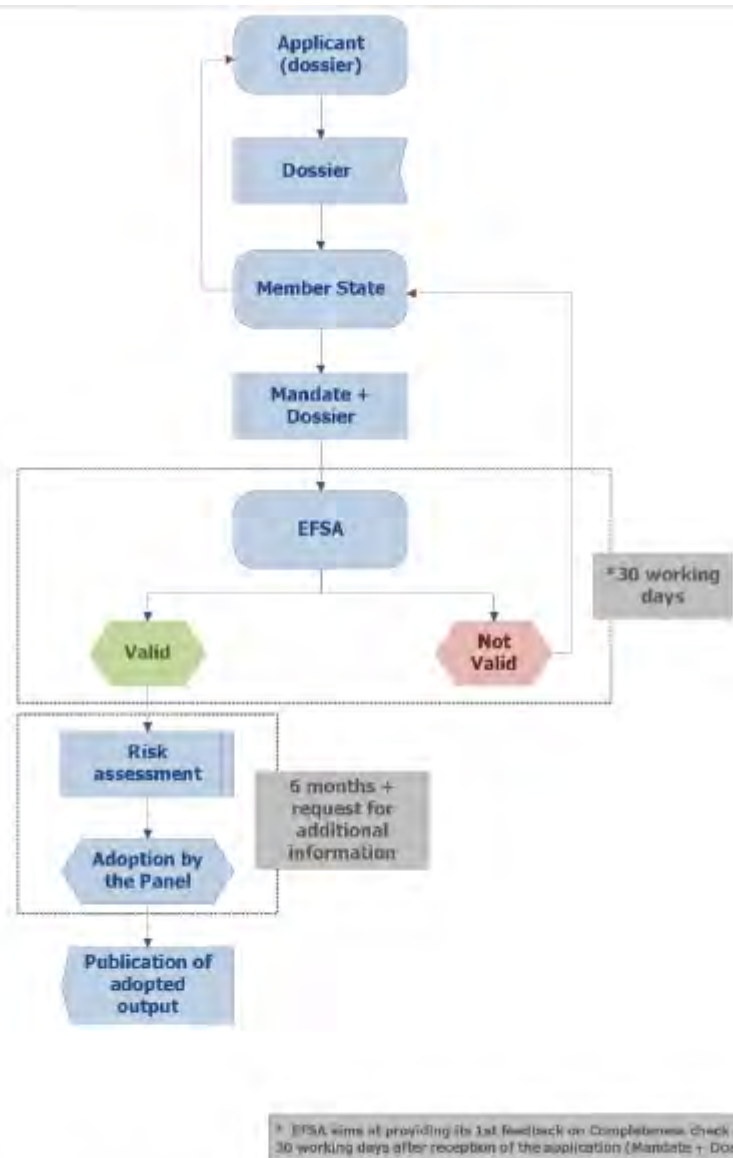 Applicant
(dossier)
Dossier
Member State
Mandate +
Dossier
EFSA
*30 working
days
Valid
Not
Valid
Risk
assessment
6 months +
request for
additional
information
Adoption by
the Panel
Publication of
adopted
output
* EFSA aims at providing its 1st feedback on Completeness check
30 working days after reception of the application (Mandate +